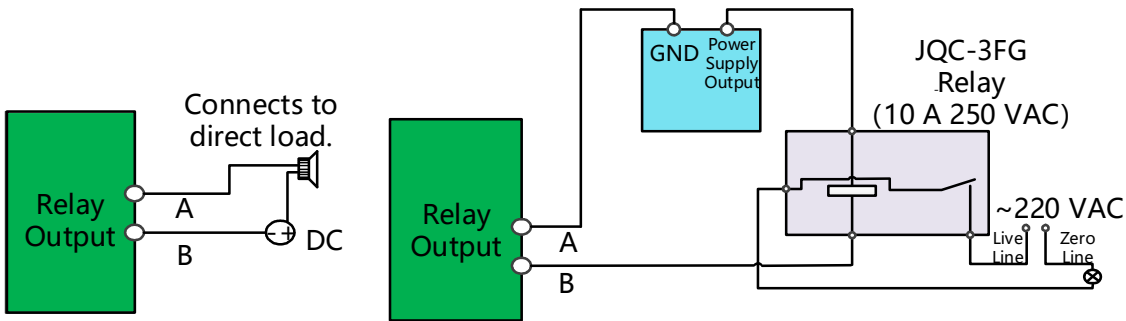 Connects to
direct load.
Relay
Output
A
B
- +
DC
GND
Power
Supply
Output
Relay
Output
A
B
JQC-3FG
Relay
(10 A 250 VAC)
~220 VAC
Live
Line
Zero
Line